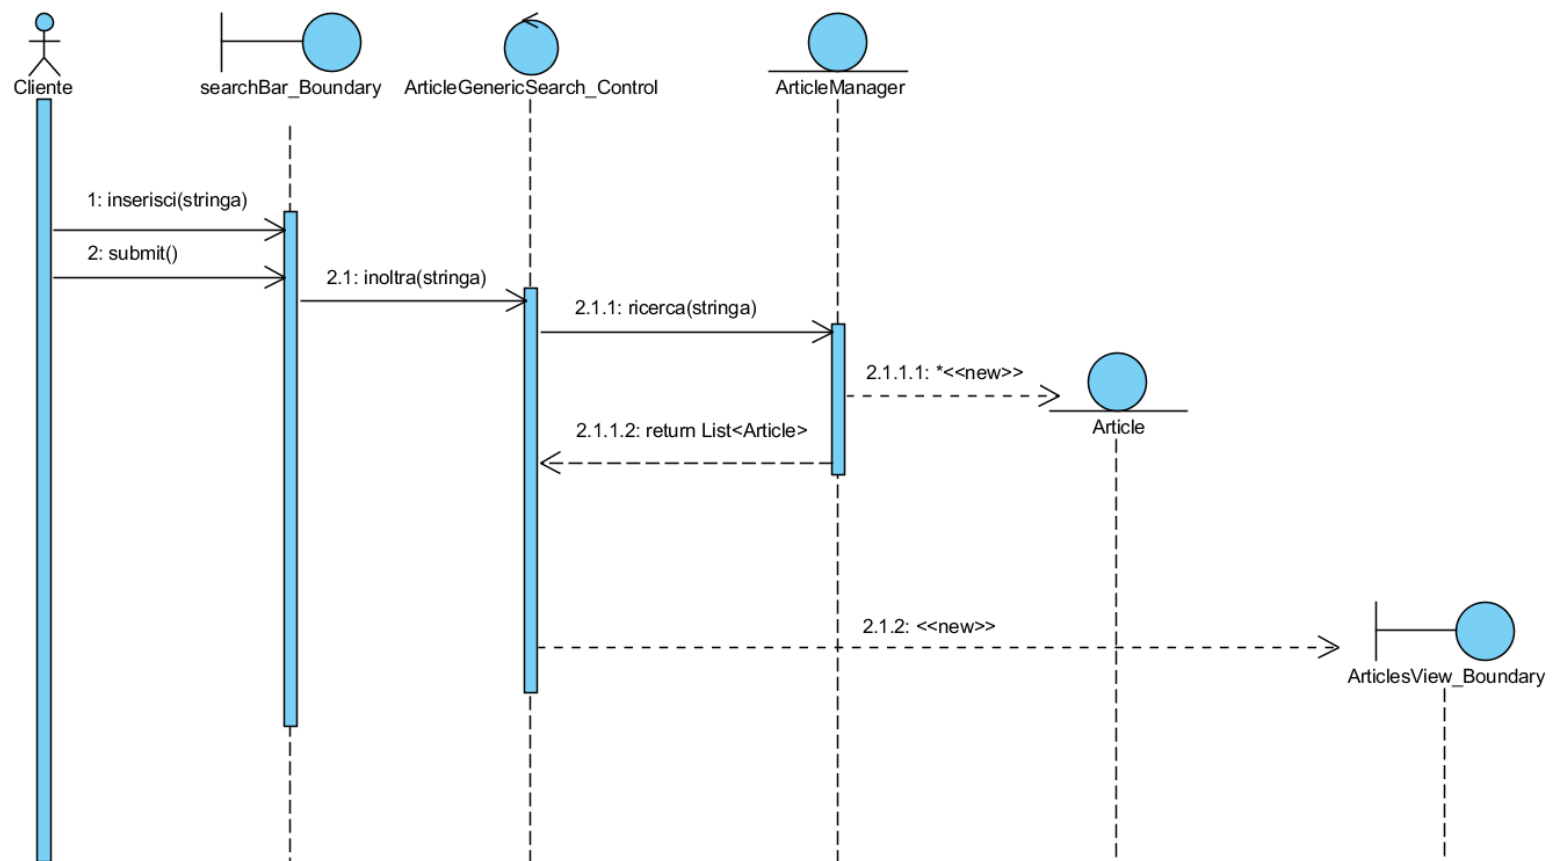 Cliente
searchBar_Boundary
ArticleGenericSearch_Control
ArticleManager
1: inserisci(stringa)
2: submit()
2.1: inoltra(stringa)
2.1.1: ricerca(stringa)
2.1.1.1: *<<new>>
Article
2.1.1.2: return List<Article>
2.1.2: <<new>>
ArticlesView_Boundary